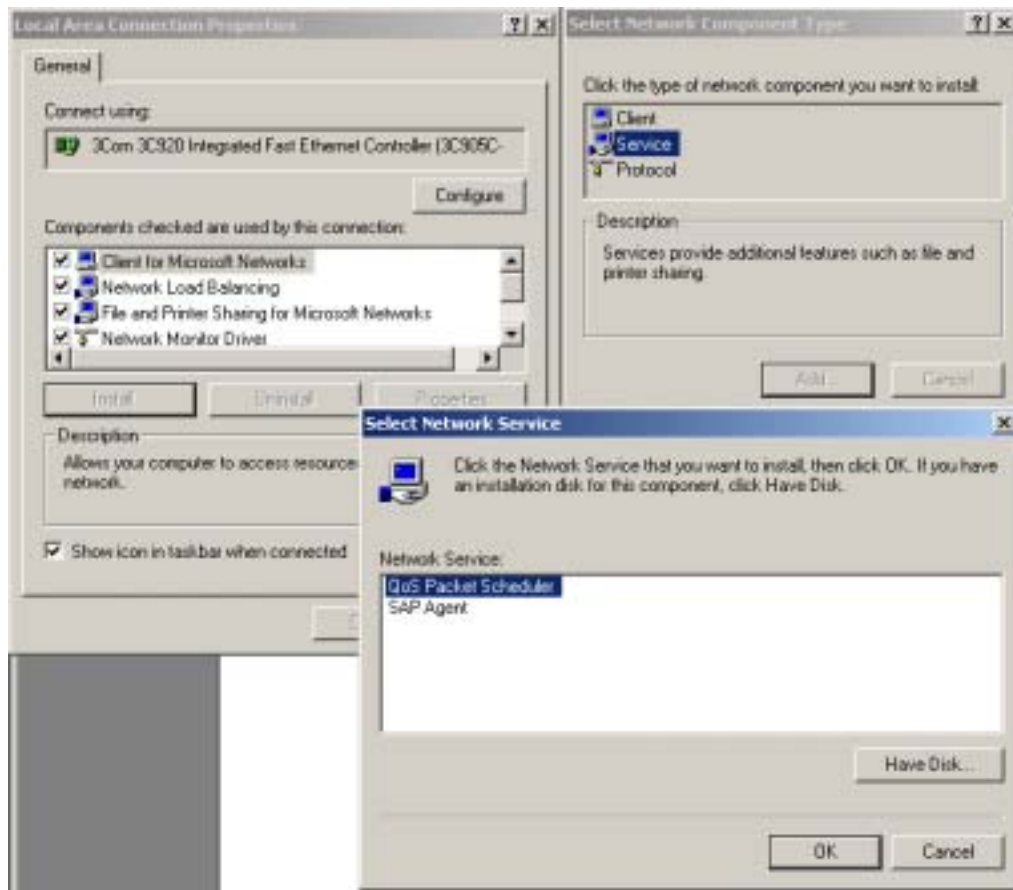 Local Area Connection Properties
General
Connect using:
3Com 3C920 Integrated Fast Ethernet Controller (3C905C-
Configure
Components checked are used by this connection:
Client for Microsoft Networks
Network Load Balancing
File and Printer Sharing for Microsoft Networks
Network Monitor Driver
Install
Uninstall
Properties
Description
Allows your computer to access resource
network.
Show icon in taskbar when connected
Select Network Component Type
Click the type of network component you want to install:
Client
Service
Protocol
Description
Services provide additional features such as file and
printer sharing.
Add...
Cancel
Select Network Service
Click the Network Service that you want to install, then click OK. If you have
an installation disk for this component, click Have Disk.
Network Service:
QoS Packet Scheduler
SAP Agent
Have Disk...
OK
Cancel